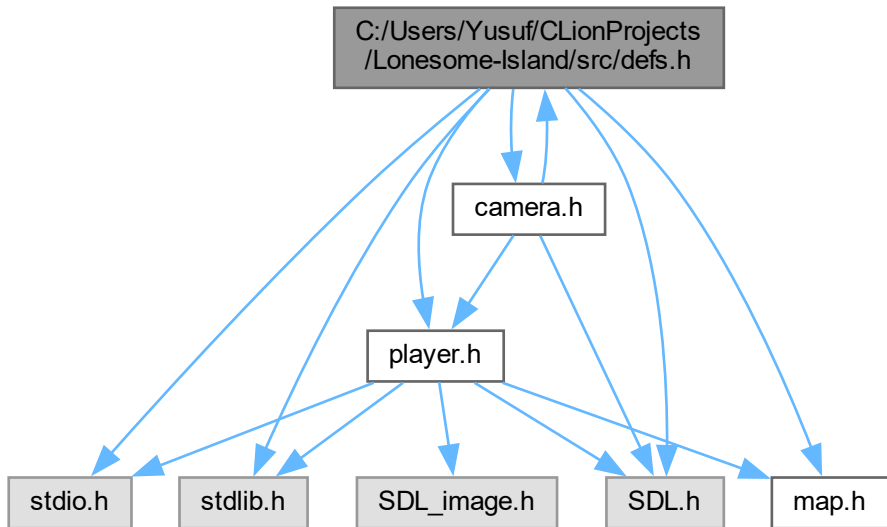 C:/Users/Yusuf/CLionProjects
/Lonesome-Island/src/defs.h
camera.h
player.h
stdio.h
stdlib.h
SDL_image.h
SDL.h
map.h